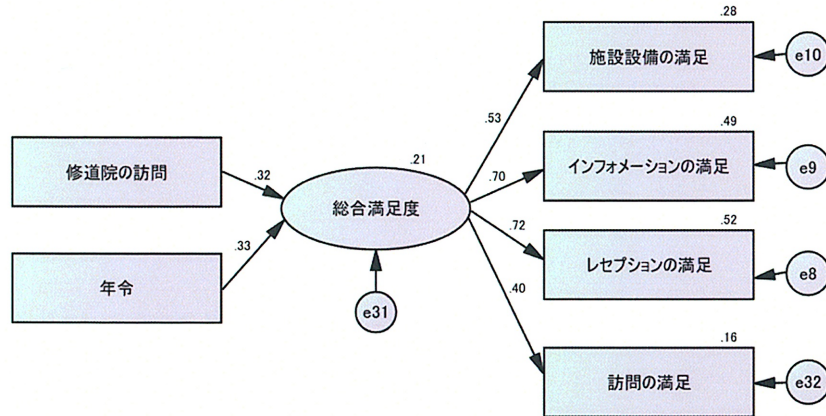 .28
施設設備の満足
e10
.53
.49
インフォメーションの満足
e9
修道院の訪問
.32
.21
総合満足度
.70
.72
.52
レセプションの満足
e8
年令
.33
.40
e31
.16
訪問の満足
e32